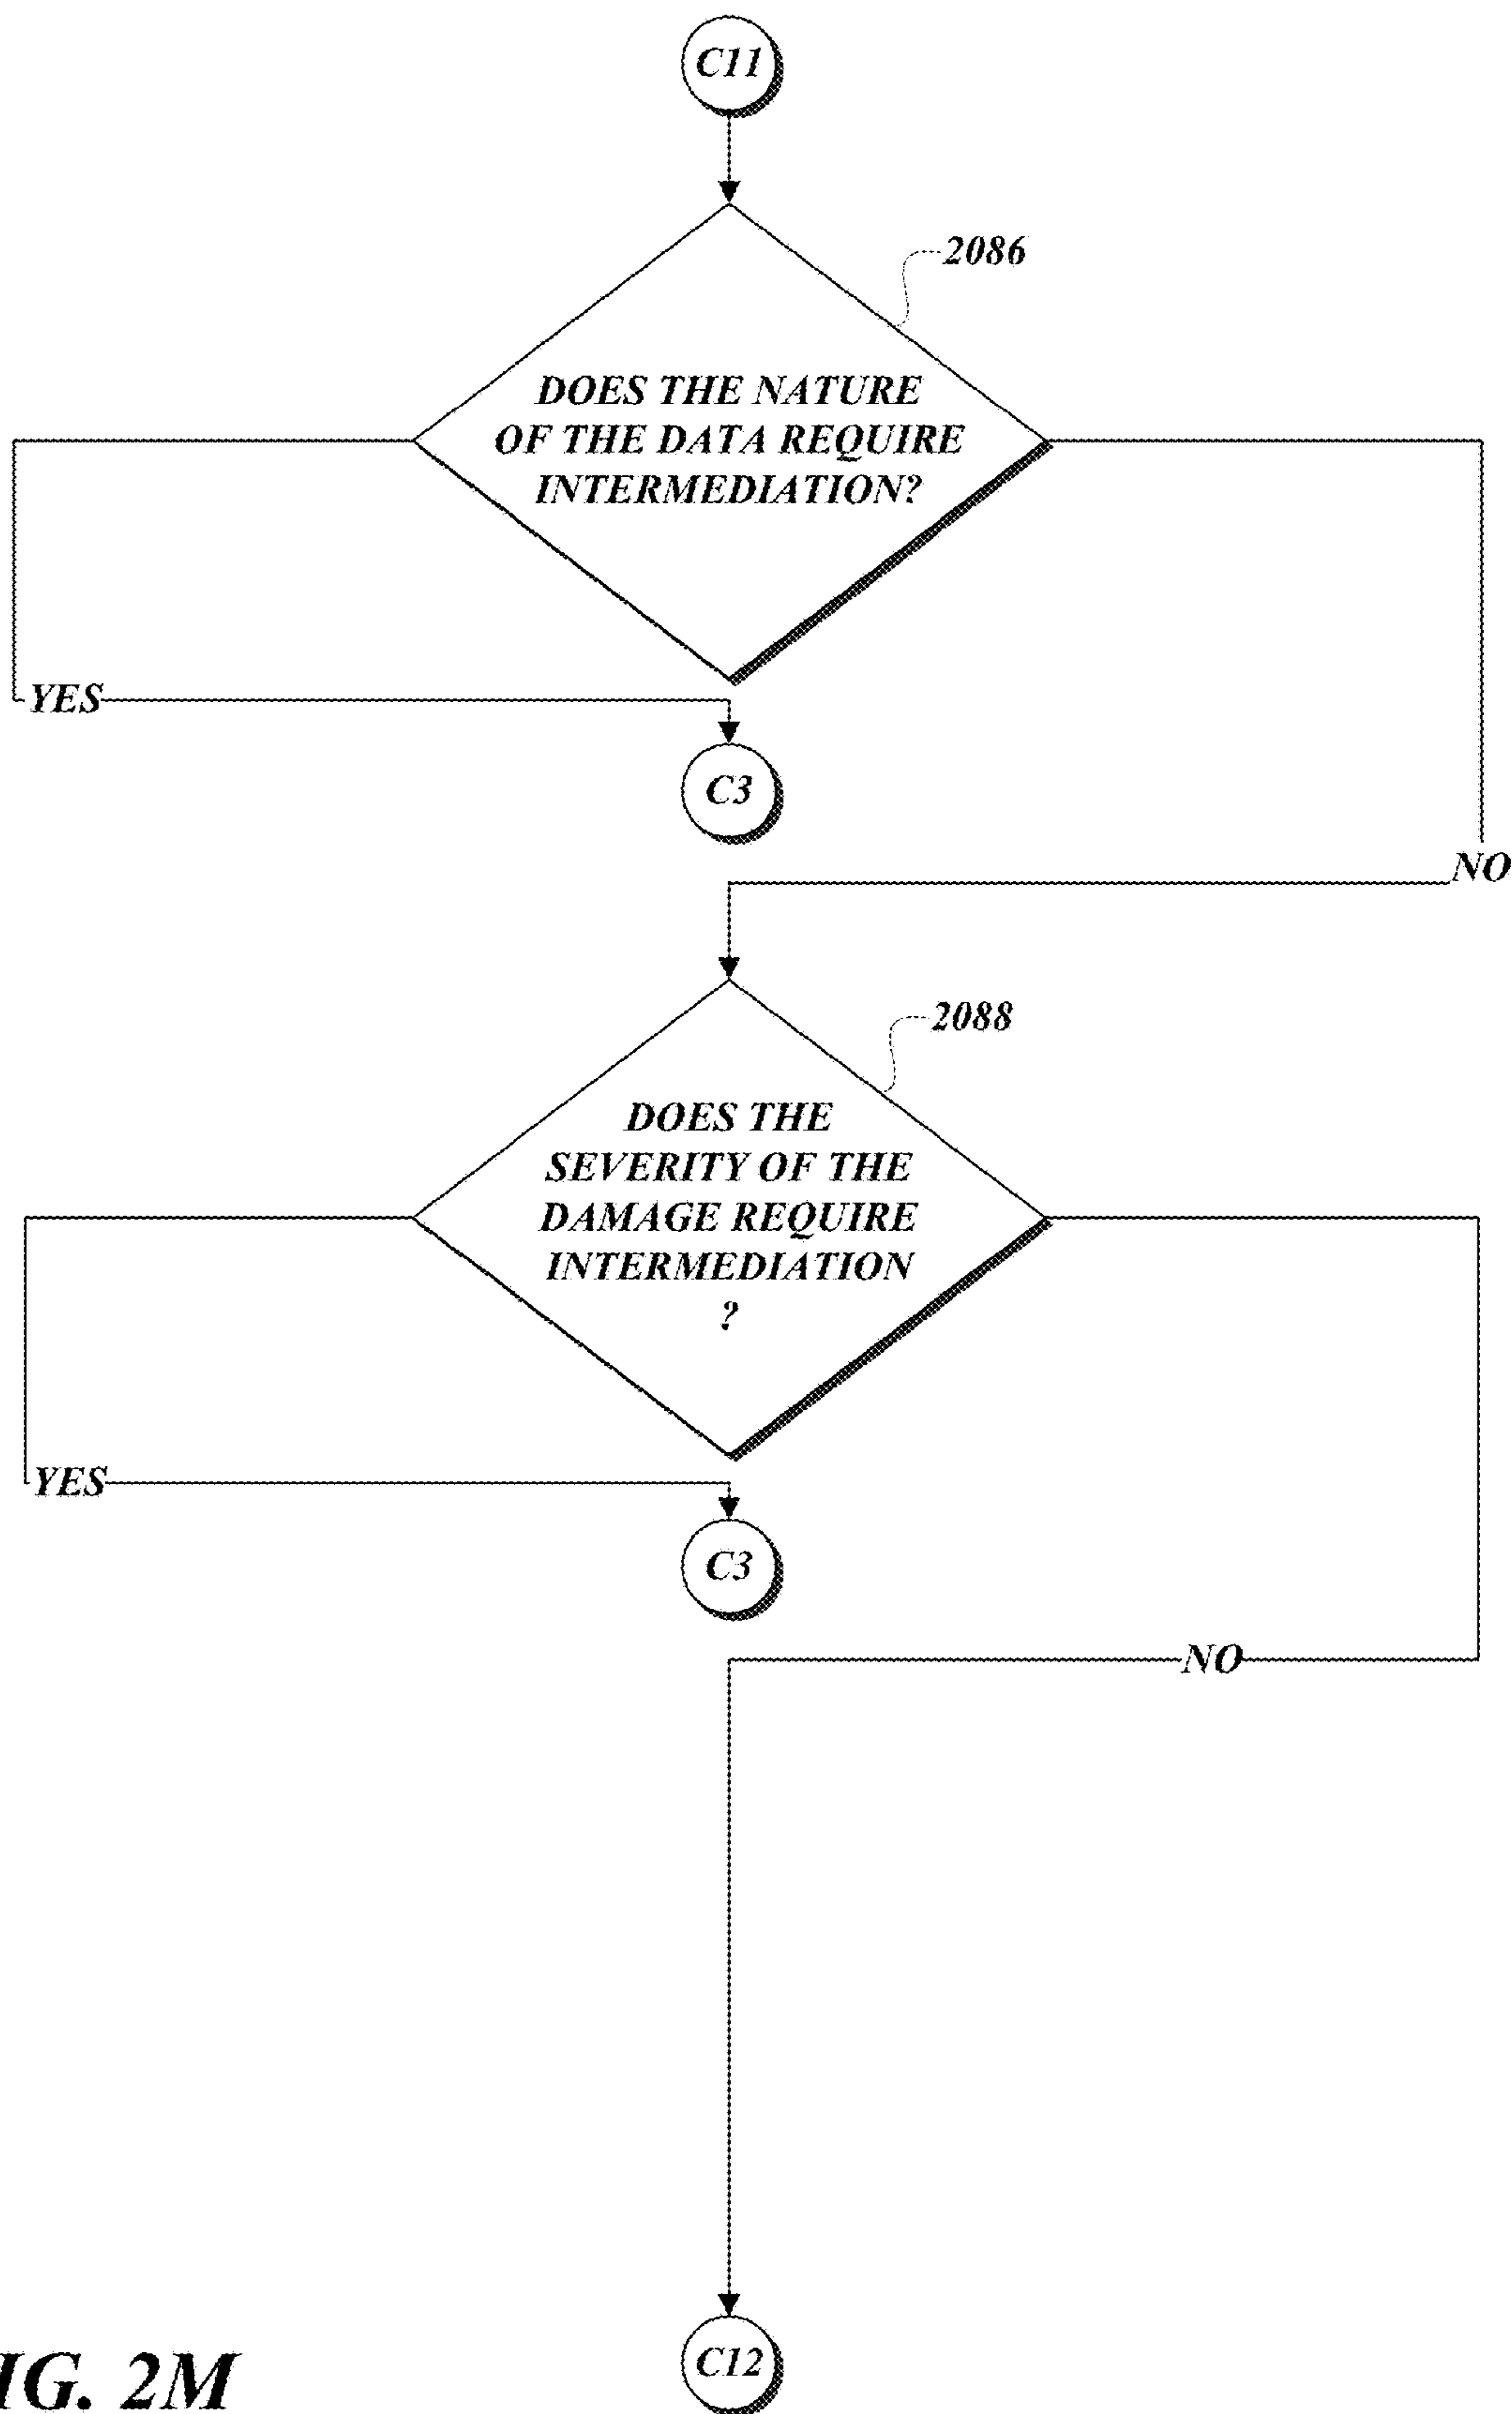 C11
2086
DOES THE NATURE
OF THE DATA REQUIRE
INTERMEDIATION?
YES
C3
NO
2088
DOES THE
SEVERITY OF THE
DAMAGE REQUIRE
INTERMEDIATION
?
YES
C3
NO
C12
IG. 2M